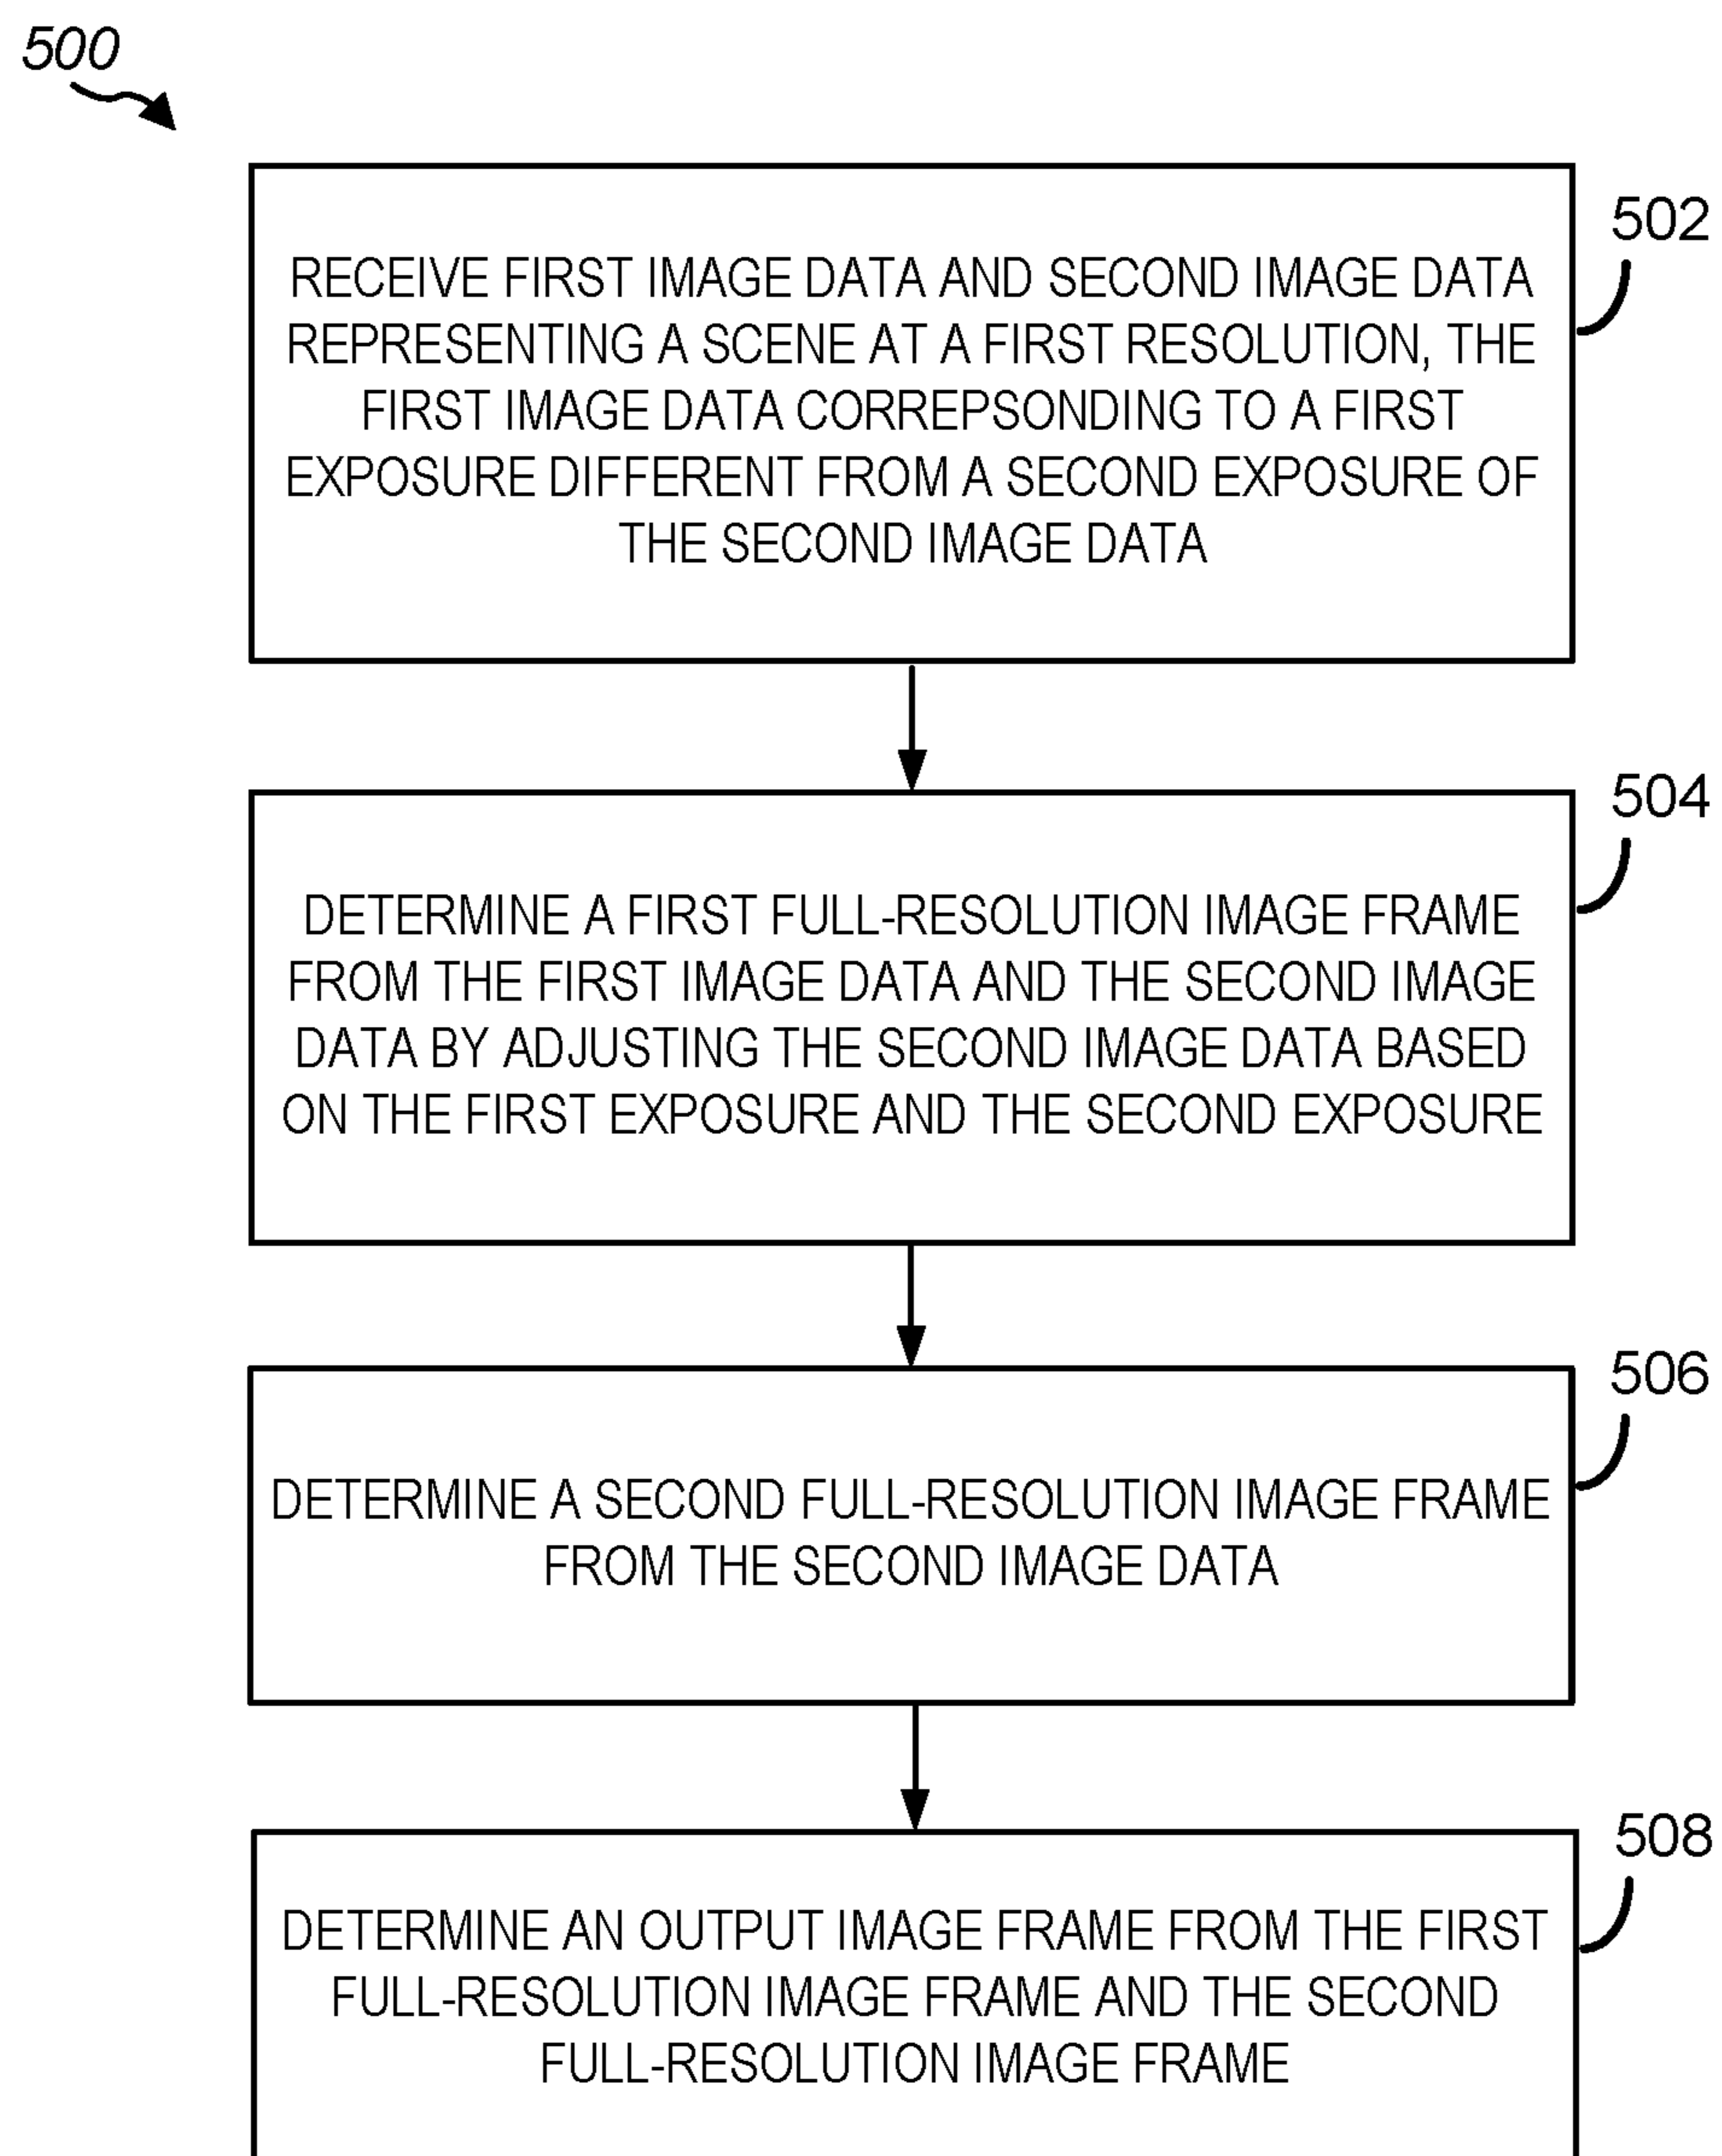 500
502
RECEIVE FIRST IMAGE DATA AND SECOND IMAGE DATA
REPRESENTING A SCENE AT A FIRST RESOLUTION, THE
FIRST IMAGE DATA CORREPSONDING TO A FIRST
EXPOSURE DIFFERENT FROM A SECOND EXPOSURE OF
THE SECOND IMAGE DATA
504
DETERMINE A FIRST FULL-RESOLUTION IMAGE FRAME
FROM THE FIRST IMAGE DATA AND THE SECOND IMAGE
DATA BY ADJUSTING THE SECOND IMAGE DATA BASED
ON THE FIRST EXPOSURE AND THE SECOND EXPOSURE
506
DETERMINE A SECOND FULL-RESOLUTION IMAGE FRAME
FROM THE SECOND IMAGE DATA
508
DETERMINE AN OUTPUT IMAGE FRAME FROM THE FIRST
FULL-RESOLUTION IMAGE FRAME AND THE SECOND
FULL-RESOLUTION IMAGE FRAME